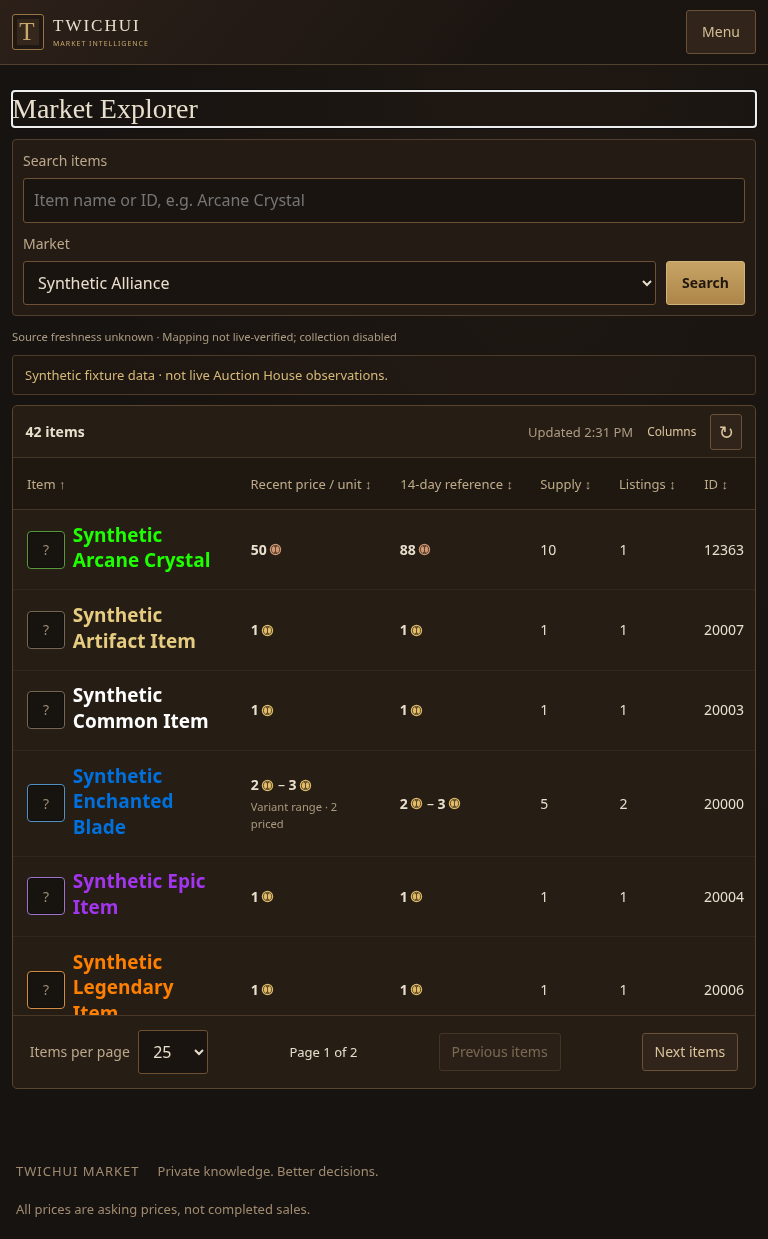 T TWICHUI
MARKET INTELLIGENCE
Menu
Market Explorer
Search items
Item name or ID, e.g. Arcane Crystal
Market
Synthetic Alliance
Search
Source freshness unknown · Mapping not live-verified; collection disabled
Synthetic fixture data · not live Auction House observations.
42 items
Updated 2:31 PM
Columns
↻
Item ↑ Recent price / unit ↕ 14-day reference ↕ Supply ↕ Listings ↕ ID ↕
? Synthetic
Arcane Crystal
50 88 10 1 12363
? Synthetic
Artifact Item
1 1 1 1 20007
? Synthetic
Common Item
1 1 1 1 20003
? Synthetic
Enchanted
Blade
2 – 3
Variant range · 2
priced
2 – 3 5 2 20000
? Synthetic Epic
Item
1 1 1 1 20004
? Synthetic
Legendary
Item
1 1 1 1 20006
Items per page 25 Page 1 of 2 Previous items Next items
TWICHUI MARKET Private knowledge. Better decisions.
All prices are asking prices, not completed sales.